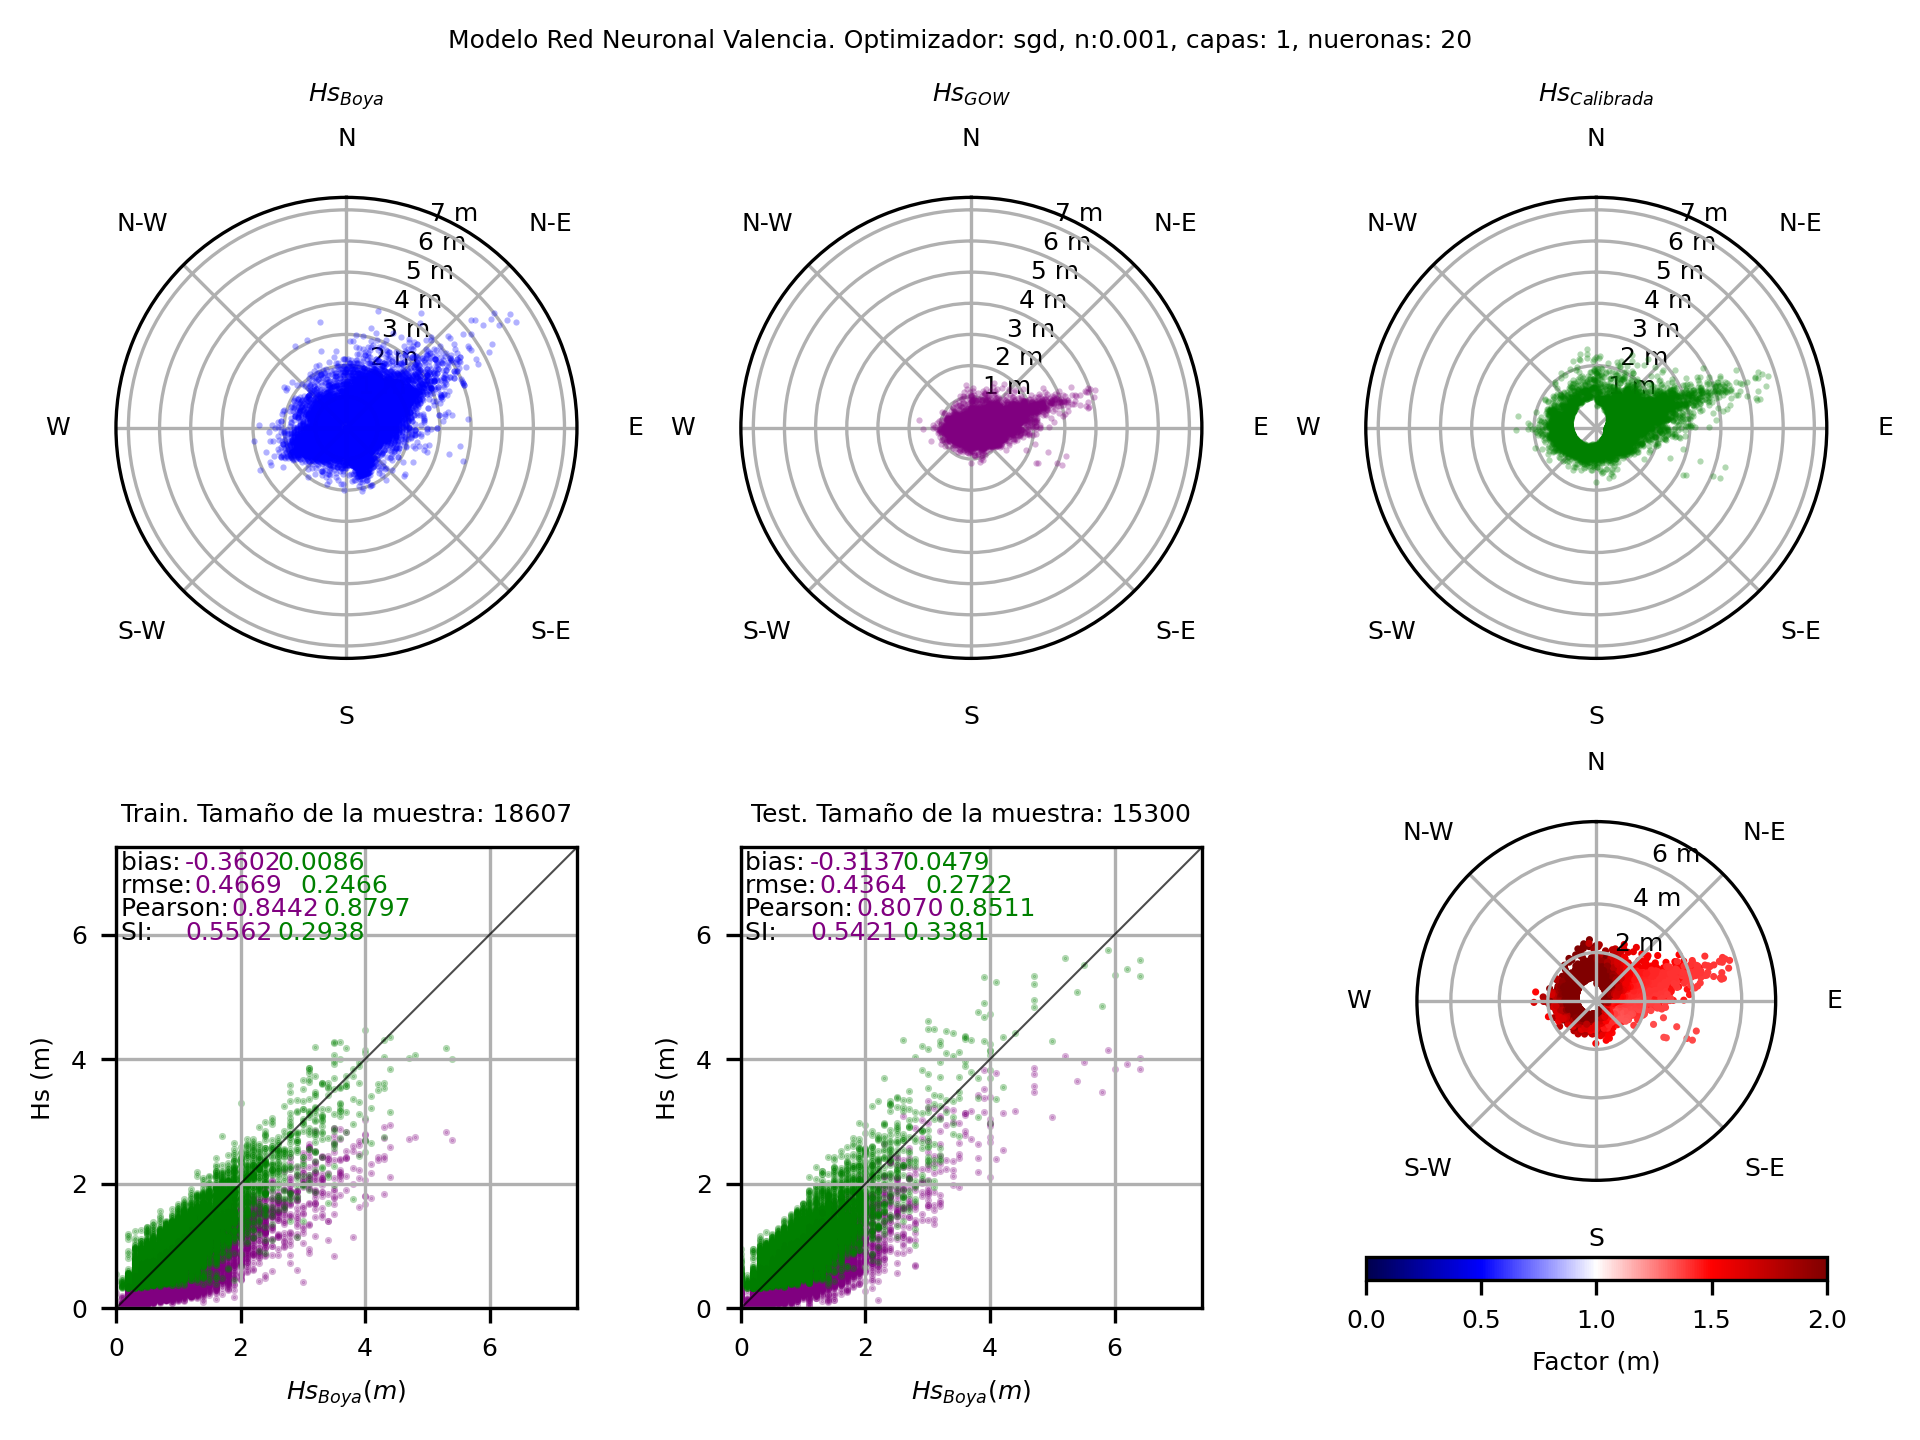 Modelo Red Neuronal Valencia. Optimizador: sgd, n:0.001, capas: 1, nueronas: 20
Hs_Boya
N
N-W
N-E
W
E
S-W
S-E
S
7 m
6 m
5 m
4 m
3 m
2 m
Hs_GOW
N
N-W
N-E
W
E
S-W
S-E
S
7 m
6 m
5 m
4 m
3 m
2 m
1 m
Hs_Calibrada
N
N-W
N-E
W
E
S-W
S-E
S
7 m
6 m
5 m
4 m
3 m
2 m
1 m
Train. Tamaño de la muestra: 18607
bias: -0.3602 0.0086
rmse: 0.4669 0.2466
Pearson: 0.8442 0.8797
SI: 0.5562 0.2938
Hs (m)
6
4
2
0
0 2 4 6
Hs_Boya(m)
Test. Tamaño de la muestra: 15300
bias: -0.3137 0.0479
rmse: 0.4364 0.2722
Pearson: 0.8070 0.8511
SI: 0.5421 0.3381
Hs (m)
6
4
2
0
0 2 4 6
Hs_Boya(m)
N
N-W
N-E
6 m
4 m
2 m
W
E
S-W
S-E
S
0.0 0.5 1.0 1.5 2.0
Factor (m)